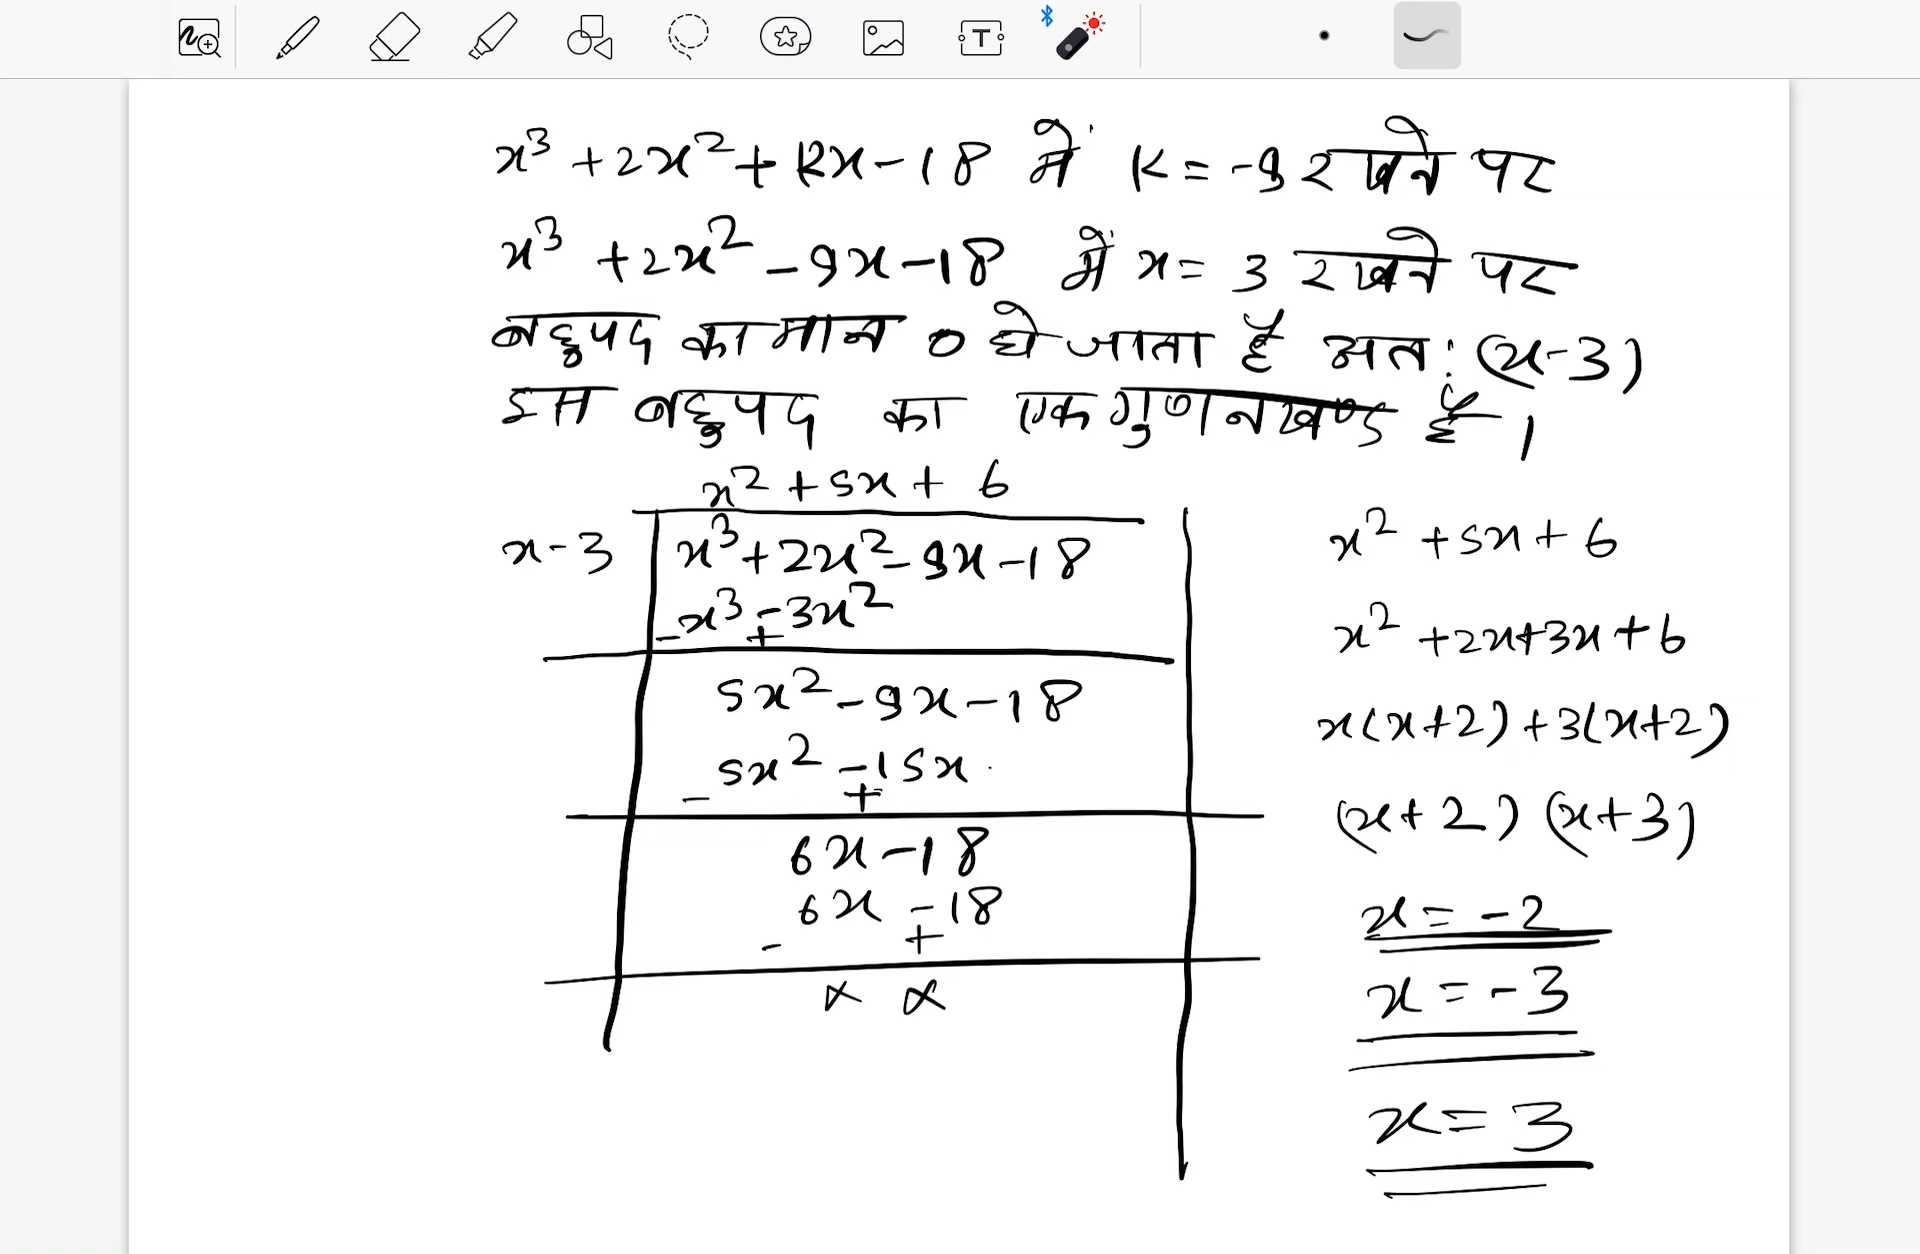 x³ + 2x² + kx - 18 में k = -9 रखने पर
x³ + 2x² - 9x - 18 में x = 3 रखने पर
बहुपद का मान 0 हो जाता है अतः (x-3)
इस बहुपद का एक गुणनखण्ड है ।
x² + 5x + 6
x - 3 x³ + 2x² - 9x - 18
x³ - 3x²
- +
5x² - 9x - 18
5x² - 15x
- +
6x - 18
6x - 18
- +
x x
x² + 5x + 6
x² + 2x + 3x + 6
x(x+2) + 3(x+2)
(x+2) (x+3)
x = -2
x = -3
x = 3